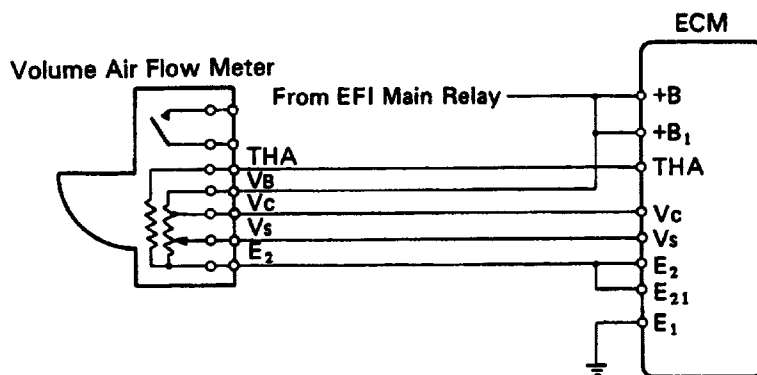 ECM
Volume Air Flow Meter
From EFI Main Relay
+B
+B₁
THA
THA
VB
Vc
Vc
Vs
Vs
E₂
E₂
E₂₁
E₁